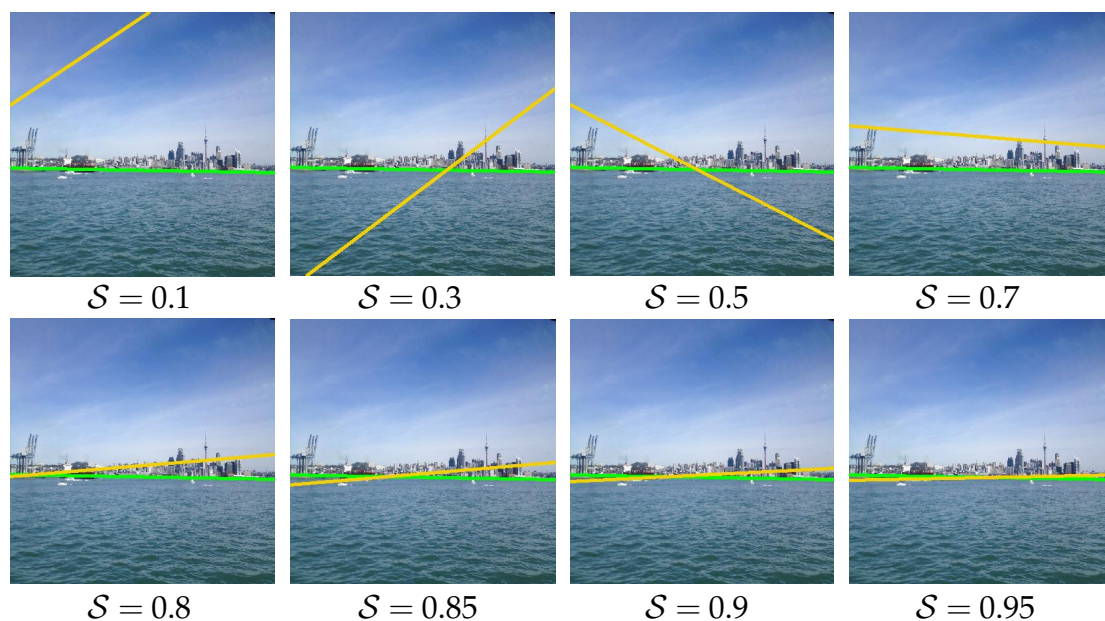 𝒮 = 0.1
𝒮 = 0.3
𝒮 = 0.5
𝒮 = 0.7
𝒮 = 0.8
𝒮 = 0.85
𝒮 = 0.9
𝒮 = 0.95